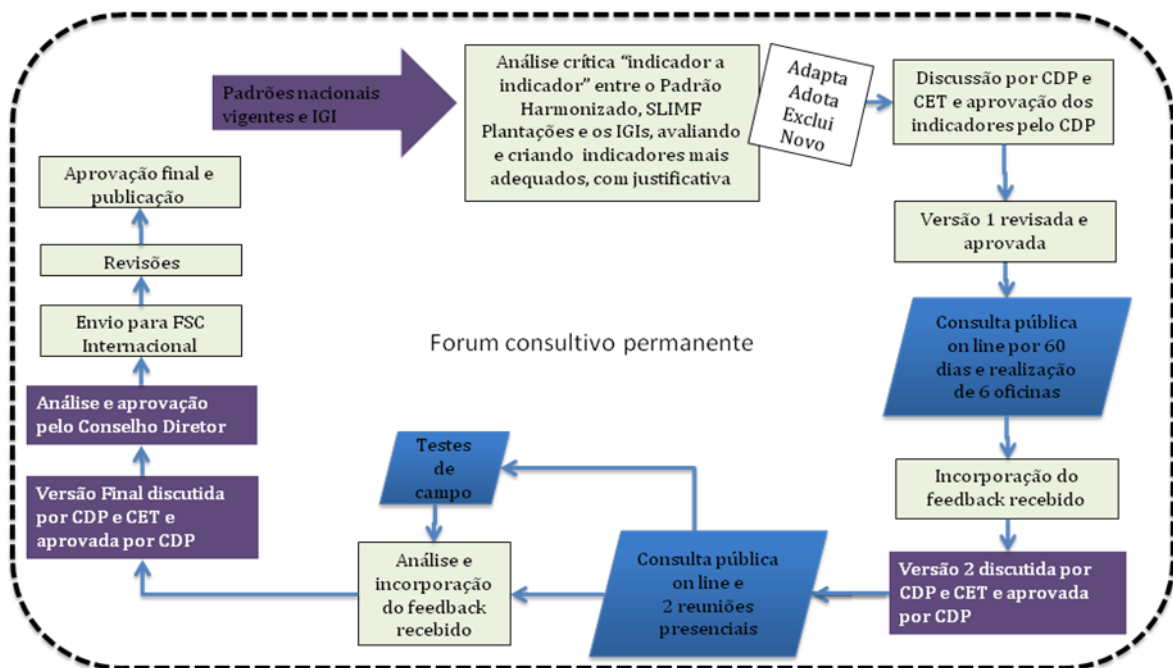 Padrões nacionais
vigentes e IGI
Análise crítica “indicador a
indicador” entre o Padrão
Harmonizado, SLIMF
Plantações e os IGIs, avaliando
e criando indicadores mais
adequados, com justificativa
Adapta
Adota
Exclui
Novo
Discussão por CDP e
CET e aprovação dos
indicadores pelo CDP
Versão 1 revisada e
aprovada
Consulta pública
on line por 60
dias e realização
de 6 oficinas
Incorporação do
feedback recebido
Versão 2 discutida por
CDP e CET e aprovada
por CDP
Consulta pública
on line e
2 reuniões
presenciais
Testes
de
campo
Análise e
incorporação
do feedback
recebido
Versão Final discutida
por CDP e CET e
aprovada por CDP
Análise e aprovação
pelo Conselho Diretor
Envio para FSC
Internacional
Revisões
Aprovação final e
publicação
Forum consultivo permanente